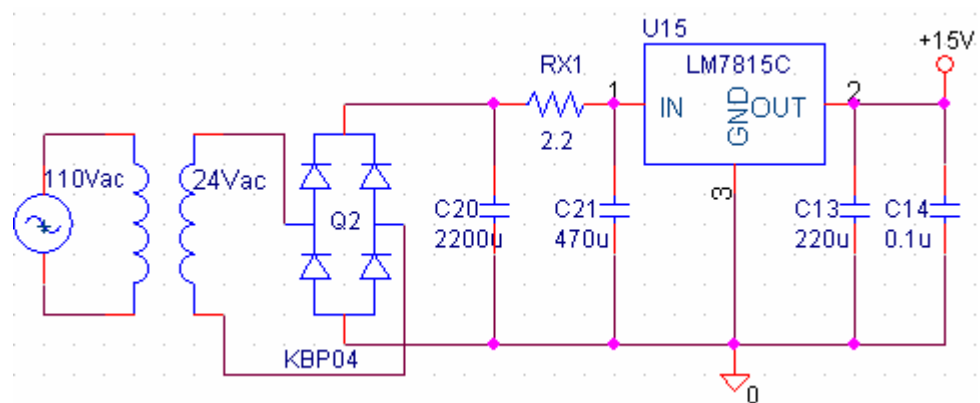 U15
+15V
RX1
LM7815C
1
2
IN
GND
OUT
2.2
110Vac
24Vac
3
Q2
C20
2200u
C21
470u
C13
220u
C14
0.1u
KBP04
0